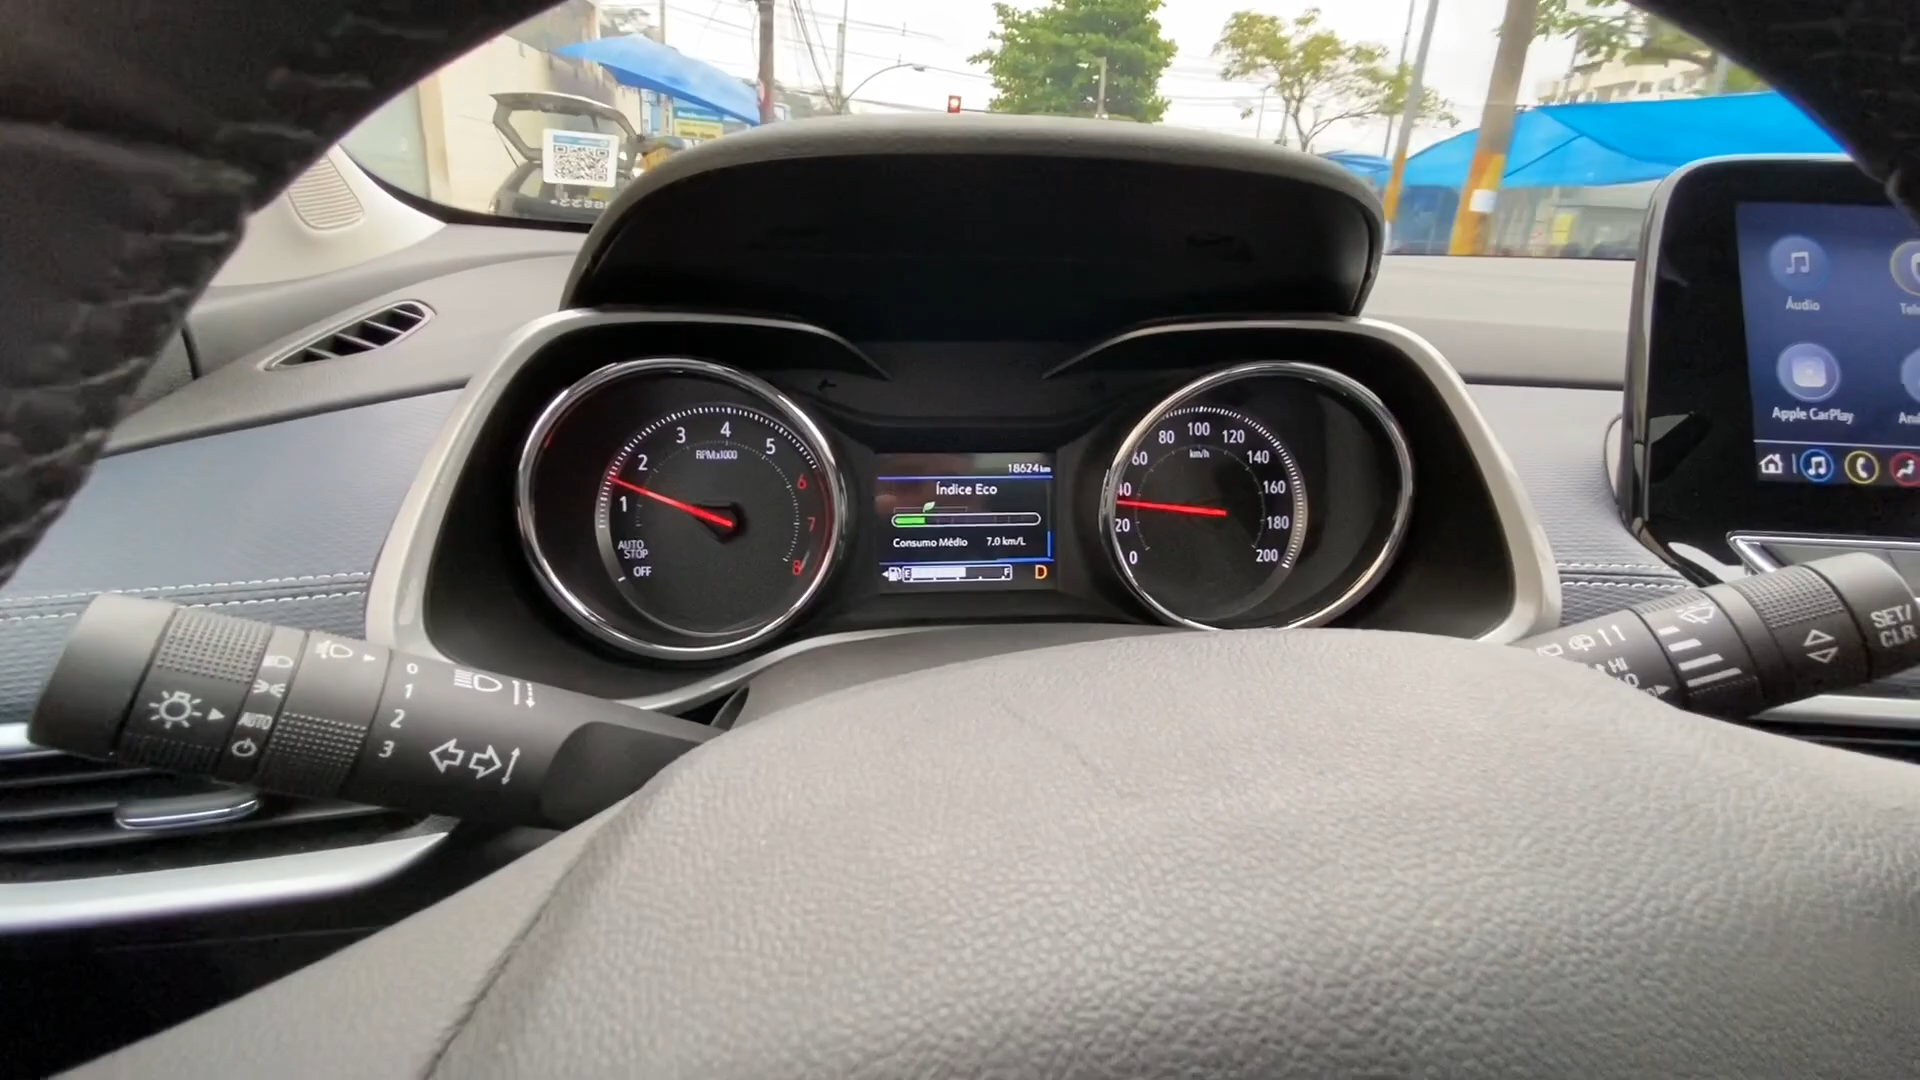 1
2
3
4
5
6
7
8
RPMx1000
AUTO
STOP
OFF
18624 km
Índice Eco
Consumo Médio 7.0 km/L
E F
D
0
20
40
60
80
100
120
140
160
180
200
km/h
Áudio
Apple CarPlay
AUTO
0
1
2
3
HI
SET/
CLR